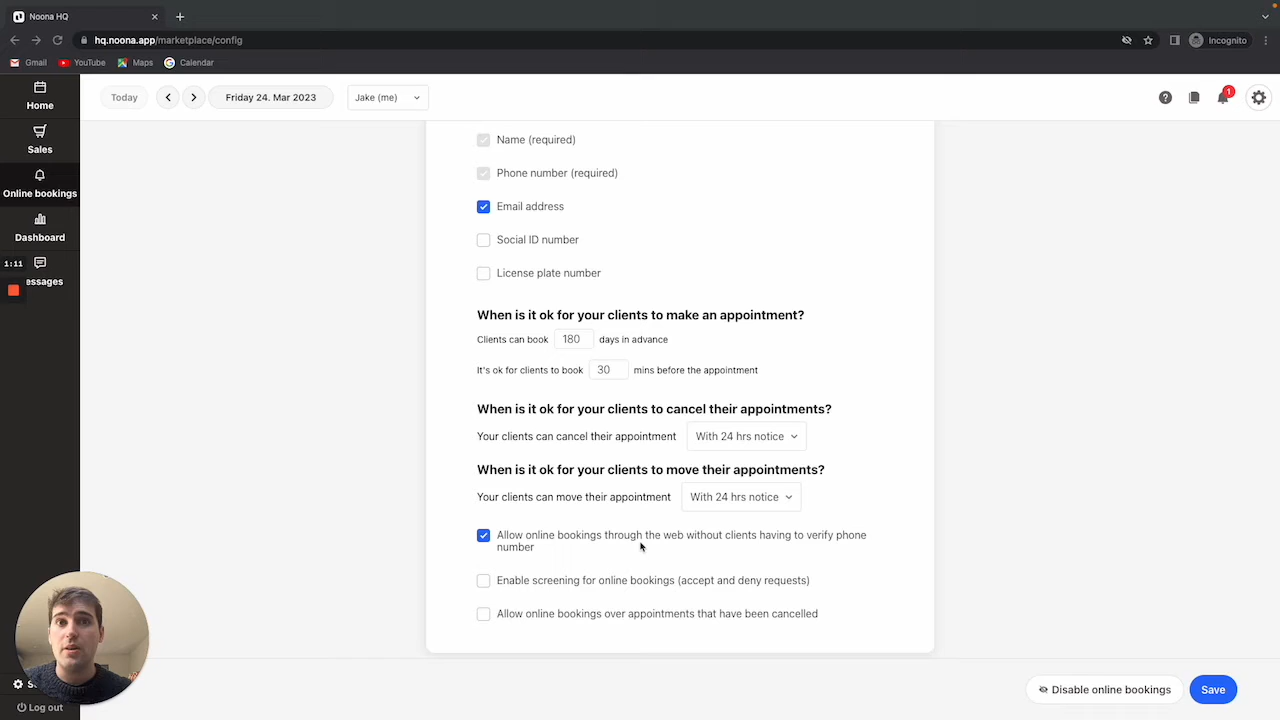 Noona HQ
hq.noona.app/marketplace/config
Incognito
Gmail
YouTube
Maps
Calendar
Home
Sales
Online bookings
Dashboard
1:11
essages
Log out
Today
Friday 24. Mar 2023
Jake (me)
1
Name (required)
Phone number (required)
Email address
Social ID number
License plate number
When is it ok for your clients to make an appointment?
Clients can book 180 days in advance
It's ok for clients to book 30 mins before the appointment
When is it ok for your clients to cancel their appointments?
Your clients can cancel their appointment With 24 hrs notice
When is it ok for your clients to move their appointments?
Your clients can move their appointment With 24 hrs notice
Allow online bookings through the web without clients having to verify phone
number
Enable screening for online bookings (accept and deny requests)
Allow online bookings over appointments that have been cancelled
Disable online bookings
Save